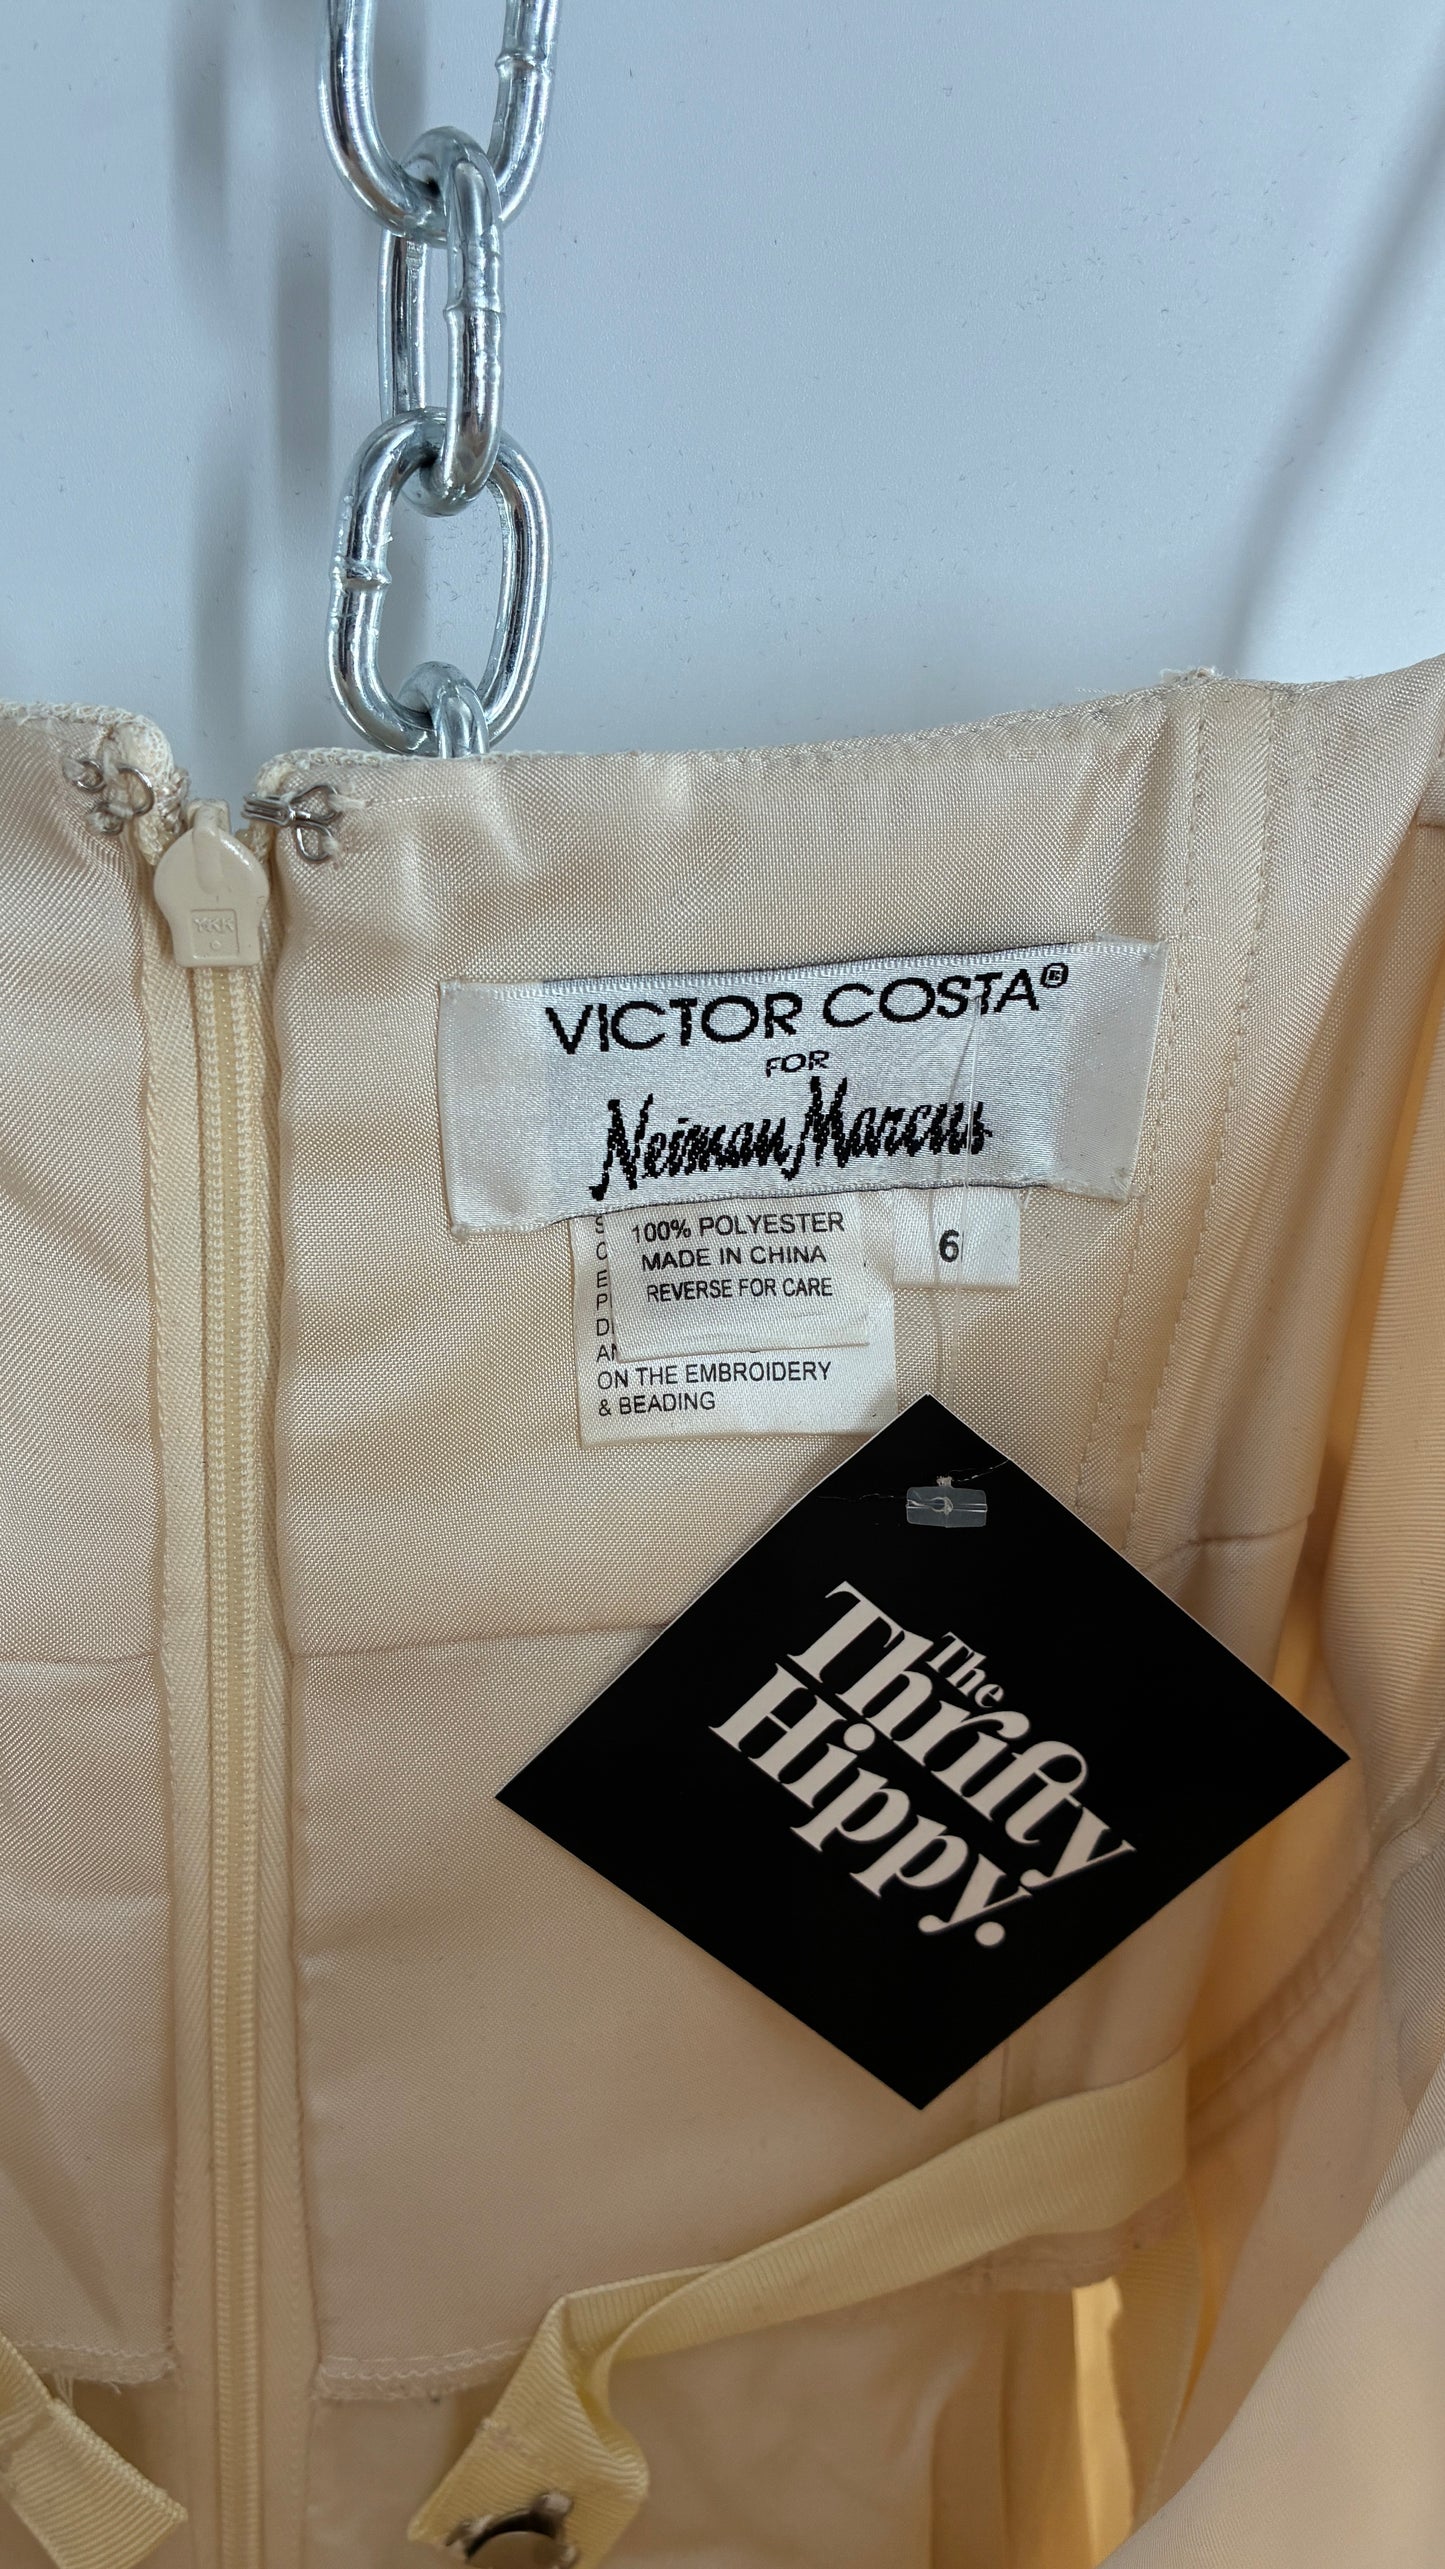 YKK
VICTOR COSTA®
FOR
Neiman Marcus
100% POLYESTER
MADE IN CHINA
REVERSE FOR CARE
6
ON THE EMBROIDERY
& BEADING
The
Thrifty
Hippy.